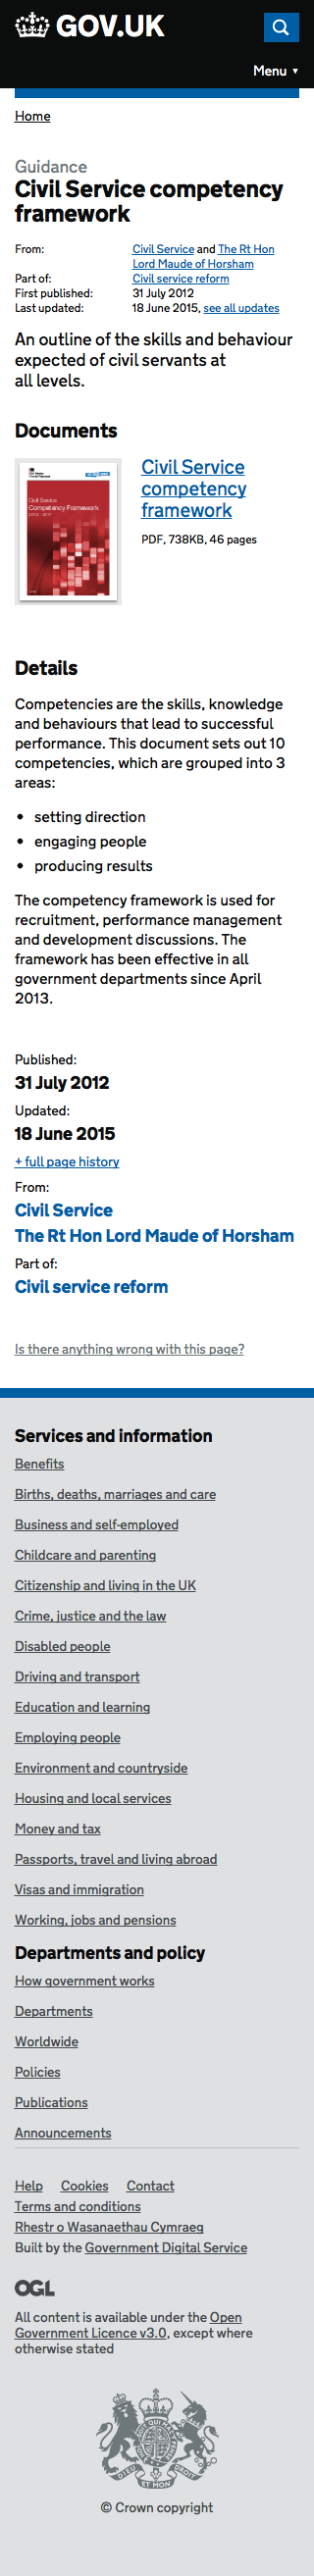 GOV.UK
Menu ▼
Home
Guidance
Civil Service competency
framework
From: Civil Service and The Rt Hon
Lord Maude of Horsham
Part of: Civil service reform
First published: 31 July 2012
Last updated: 18 June 2015, see all updates
An outline of the skills and behaviour
expected of civil servants at
all levels.
Documents
Civil Service
Competency Framework
Civil Service
competency
framework
PDF, 738KB, 46 pages
Details
Competencies are the skills, knowledge
and behaviours that lead to successful
performance. This document sets out 10
competencies, which are grouped into 3
areas:
• setting direction
• engaging people
• producing results
The competency framework is used for
recruitment, performance management
and development discussions. The
framework has been effective in all
government departments since April
2013.
Published:
31 July 2012
Updated:
18 June 2015
+ full page history
From:
Civil Service
The Rt Hon Lord Maude of Horsham
Part of:
Civil service reform
Is there anything wrong with this page?
Services and information
Benefits
Births, deaths, marriages and care
Business and self-employed
Childcare and parenting
Citizenship and living in the UK
Crime, justice and the law
Disabled people
Driving and transport
Education and learning
Employing people
Environment and countryside
Housing and local services
Money and tax
Passports, travel and living abroad
Visas and immigration
Working, jobs and pensions
Departments and policy
How government works
Departments
Worldwide
Policies
Publications
Announcements
Help Cookies Contact
Terms and conditions
Rhestr o Wasanaethau Cymraeg
Built by the Government Digital Service
OGL
All content is available under the Open
Government Licence v3.0, except where
otherwise stated
DIEU ET MON
© Crown copyright